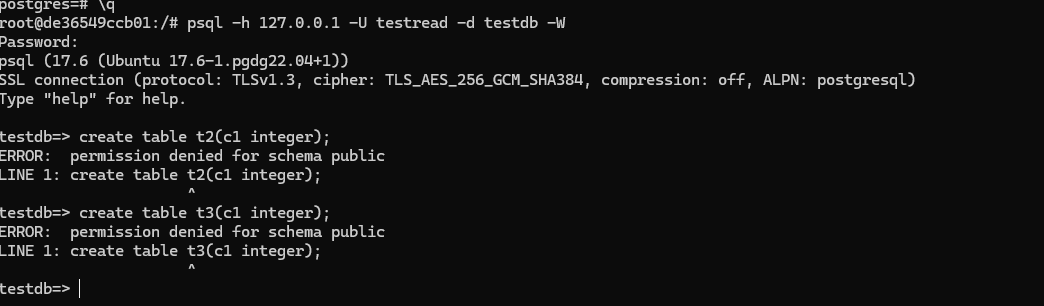 postgres=# \q
root@de36549ccb01:/# psql -h 127.0.0.1 -U testread -d testdb -W
Password:
psql (17.6 (Ubuntu 17.6-1.pgdg22.04+1))
SSL connection (protocol: TLSv1.3, cipher: TLS_AES_256_GCM_SHA384, compression: off, ALPN: postgresql)
Type "help" for help.

testdb=> create table t2(c1 integer);
ERROR:  permission denied for schema public
LINE 1: create table t2(c1 integer);
                     ^
testdb=> create table t3(c1 integer);
ERROR:  permission denied for schema public
LINE 1: create table t3(c1 integer);
                     ^
testdb=>